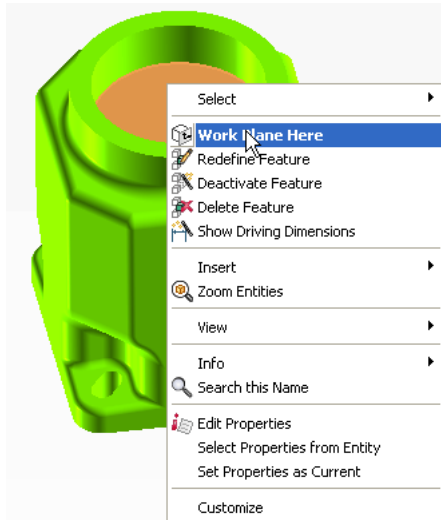 Select
Work Plane Here
Redefine Feature
Deactivate Feature
Delete Feature
Show Driving Dimensions
Insert
Zoom Entities
View
Info
Search this Name
Edit Properties
Select Properties from Entity
Set Properties as Current
Customize